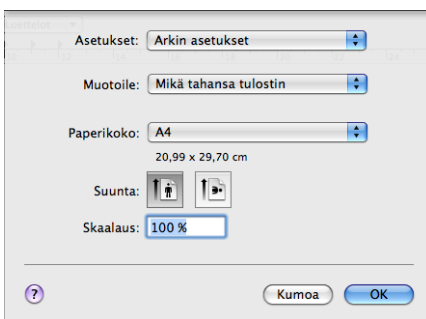 Asetukset: Arkin asetukset
Muotoile: Mikä tahansa tulostin
Paperikoko: A4
20,99 x 29,70 cm
Suunta:
Skaalaus: 100 %
? Kumoa OK